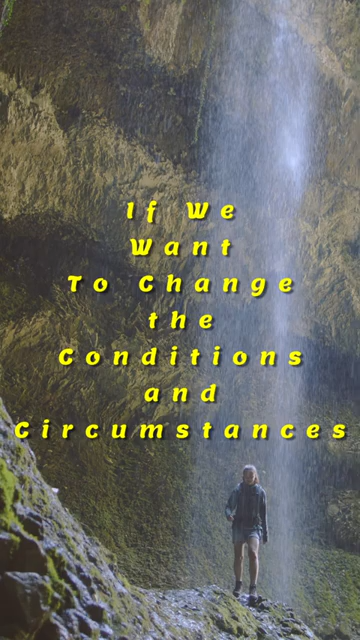 If We
Want
To Change
the
Conditions
and
Circumstances